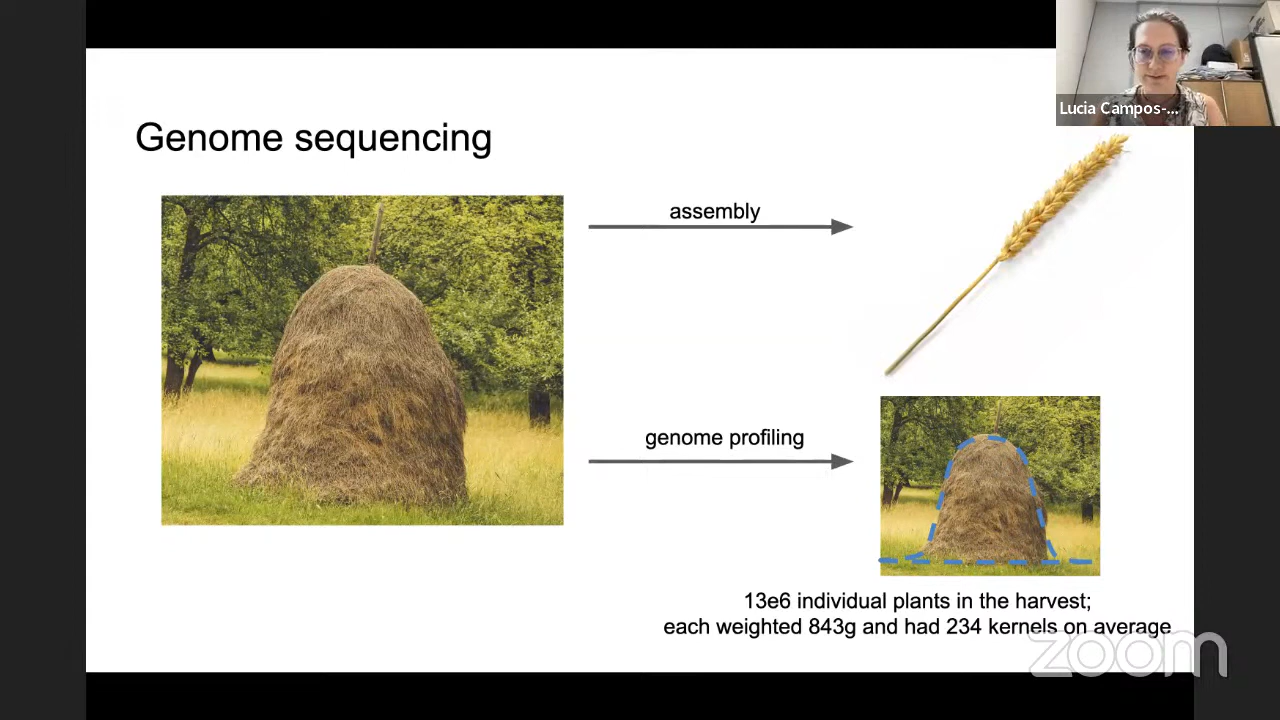 Lucia Campos-...
Genome sequencing
assembly
genome profiling
13e6 individual plants in the harvest;
each weighted 843g and had 234 kernels on average
zoom